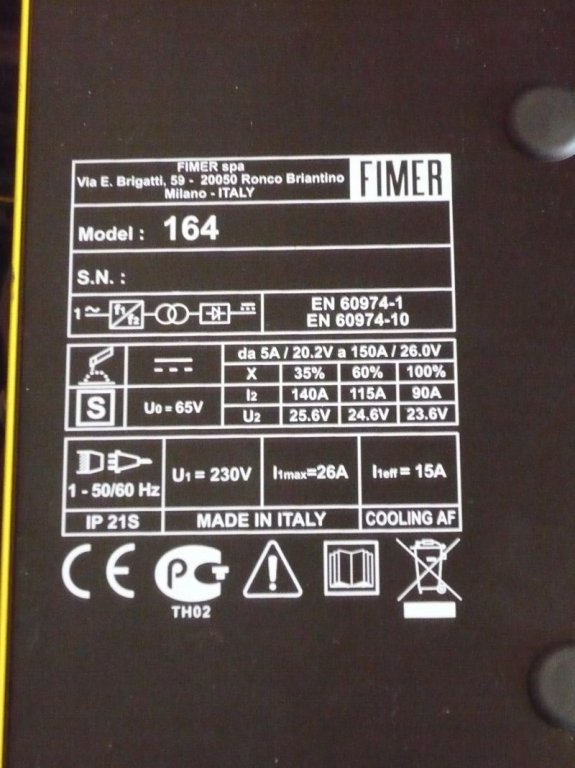 FIMER spa
Via E. Brigatti, 59 - 20050 Ronco Briantino
Milano - ITALY
FIMER
Model : 164
S.N. :
1 ~ f1 f2
EN 60974-1
EN 60974-10
da 5A / 20.2V a 150A / 26.0V
X 35% 60% 100%
S U0 = 65V
I2 140A 115A 90A
U2 25.6V 24.6V 23.6V
1 - 50/60 Hz
U1 = 230V
I1max=26A
I1eff = 15A
IP 21S
MADE IN ITALY
COOLING AF
CE
PCT
TH02